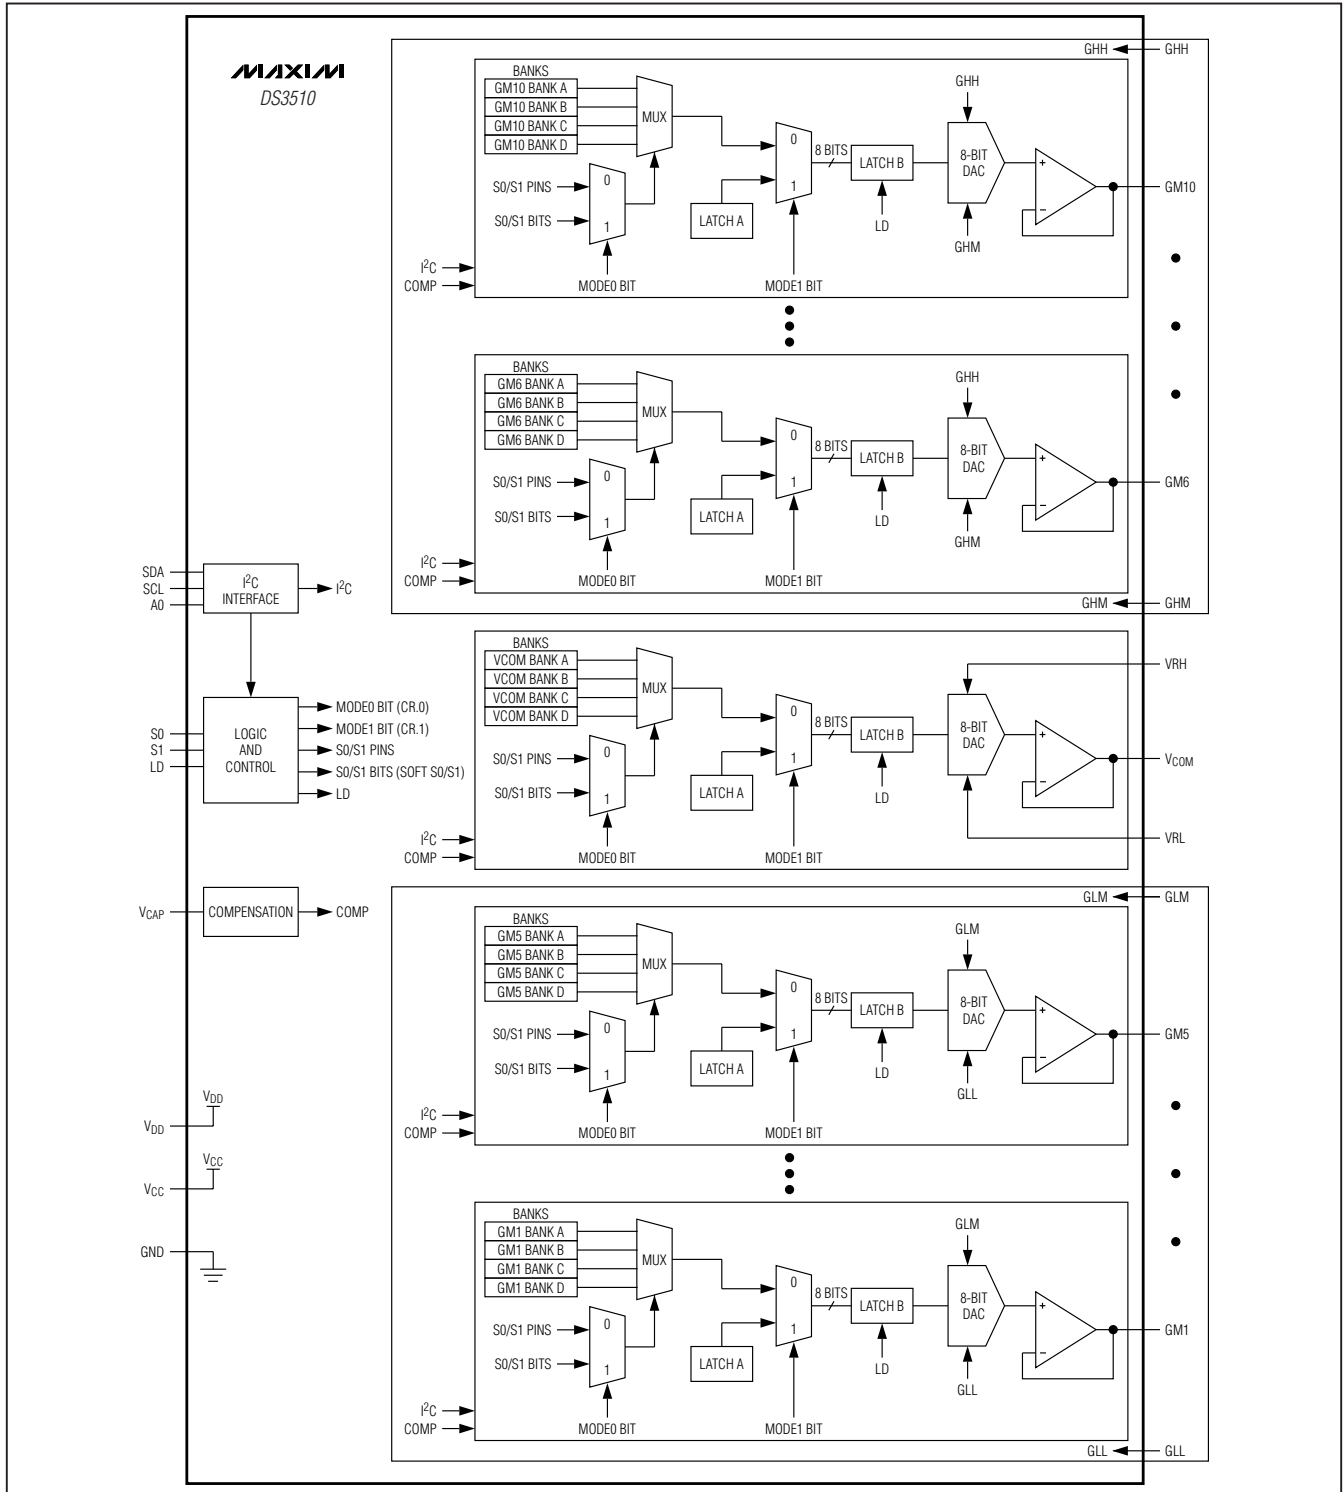 MAXIM
DS3510
GHH GHH
BANKS
GM10 BANK A
GM10 BANK B
GM10 BANK C
GM10 BANK D
MUX
S0/S1 PINS
S0/S1 BITS
0
1
MODE0 BIT
I2C
COMP
LATCH A
0
1
MODE1 BIT
8 BITS
LATCH B
LD
GHH
8-BIT
DAC
GHM
+
−
GM10
BANKS
GM6 BANK A
GM6 BANK B
GM6 BANK C
GM6 BANK D
MUX
S0/S1 PINS
S0/S1 BITS
0
1
MODE0 BIT
I2C
COMP
LATCH A
0
1
MODE1 BIT
8 BITS
LATCH B
LD
GHH
8-BIT
DAC
GHM
+
−
GM6
GHM GHM
SDA
SCL
A0
I2C
INTERFACE
I2C
S0
S1
LD
LOGIC
AND
CONTROL
MODE0 BIT (CR.0)
MODE1 BIT (CR.1)
S0/S1 PINS
S0/S1 BITS (SOFT S0/S1)
LD
BANKS
VCOM BANK A
VCOM BANK B
VCOM BANK C
VCOM BANK D
MUX
S0/S1 PINS
S0/S1 BITS
0
1
MODE0 BIT
I2C
COMP
LATCH A
0
1
MODE1 BIT
8 BITS
LATCH B
LD
8-BIT
DAC
+
−
VRH
VCOM
VRL
VCAP
COMPENSATION
COMP
GLM GLM
BANKS
GM5 BANK A
GM5 BANK B
GM5 BANK C
GM5 BANK D
MUX
S0/S1 PINS
S0/S1 BITS
0
1
MODE0 BIT
I2C
COMP
LATCH A
0
1
MODE1 BIT
8 BITS
LATCH B
LD
GLM
8-BIT
DAC
GLL
+
−
GM5
VDD
VDD
VCC
VCC
GND
BANKS
GM1 BANK A
GM1 BANK B
GM1 BANK C
GM1 BANK D
MUX
S0/S1 PINS
S0/S1 BITS
0
1
MODE0 BIT
I2C
COMP
LATCH A
0
1
MODE1 BIT
8 BITS
LATCH B
LD
GLM
8-BIT
DAC
GLL
+
−
GM1
GLL GLL